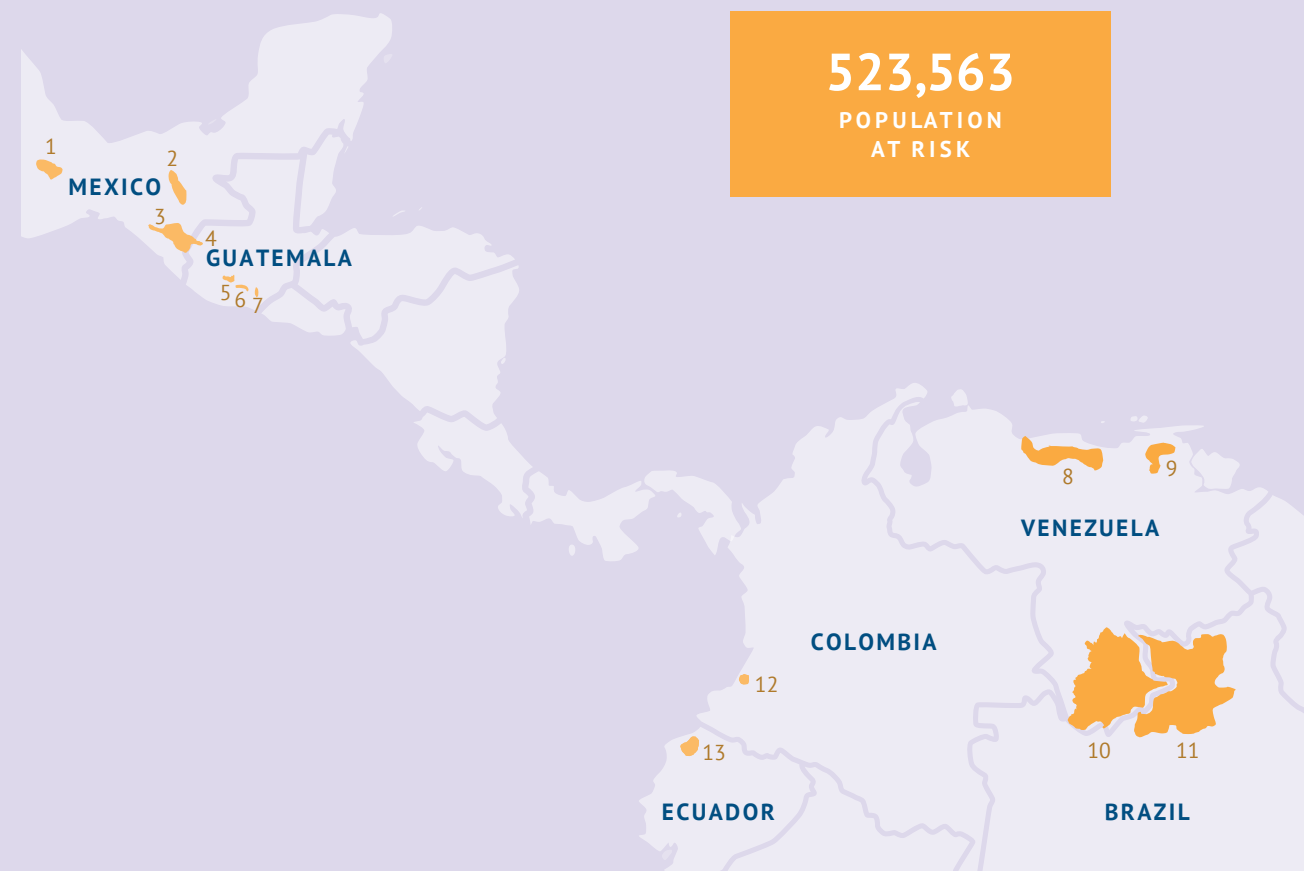 523,563
POPULATION
AT RISK
1
2
MEXICO
3
4
GUATEMALA
5
6
7
8
9
VENEZUELA
COLOMBIA
12
13
10
11
ECUADOR
BRAZIL